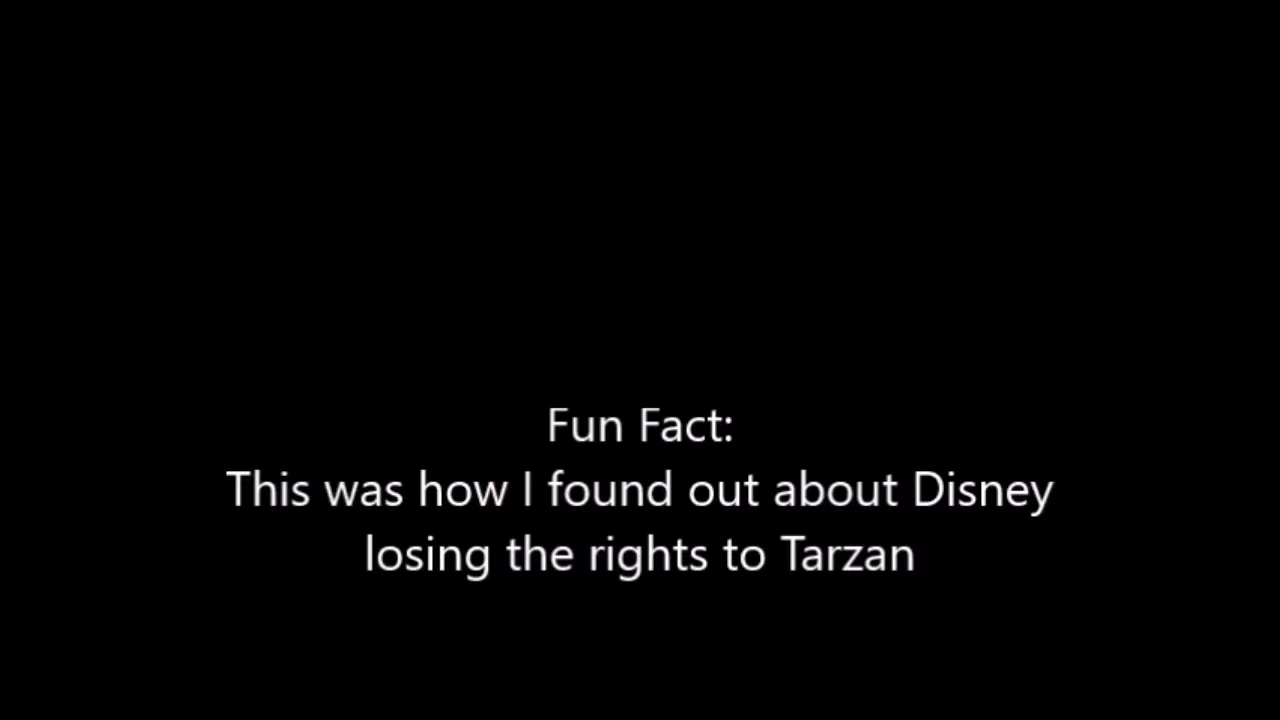 Fun Fact:
This was how I found out about Disney
losing the rights to Tarzan